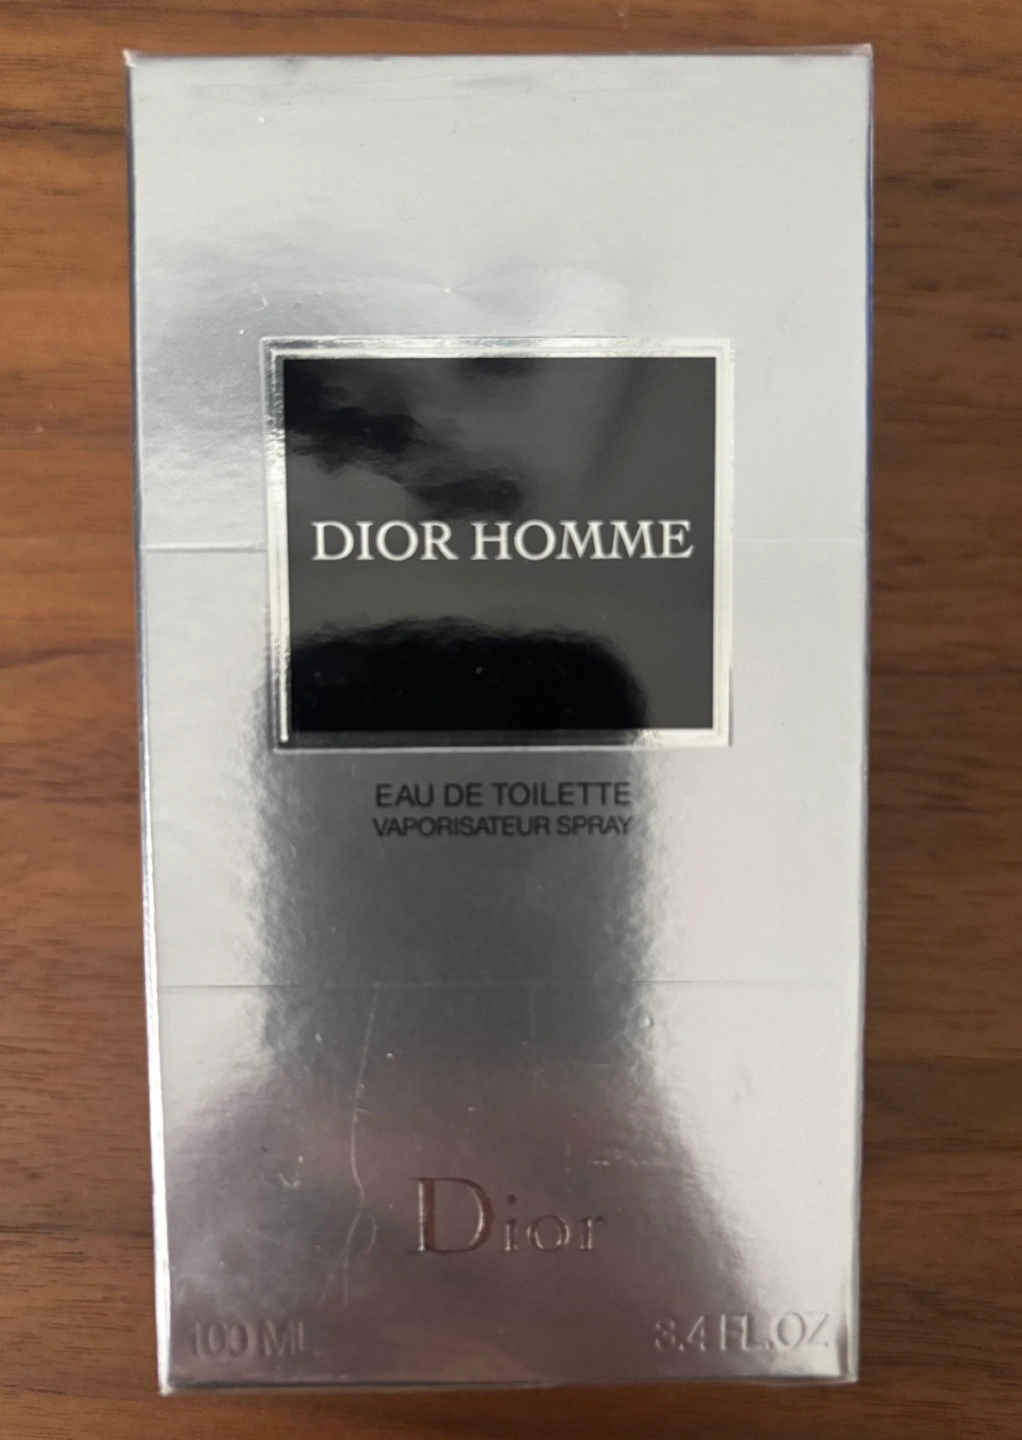 DIOR HOMME
EAU DE TOILETTE
VAPORISATEUR SPRAY
Dior
100 ML 3.4 FL.OZ